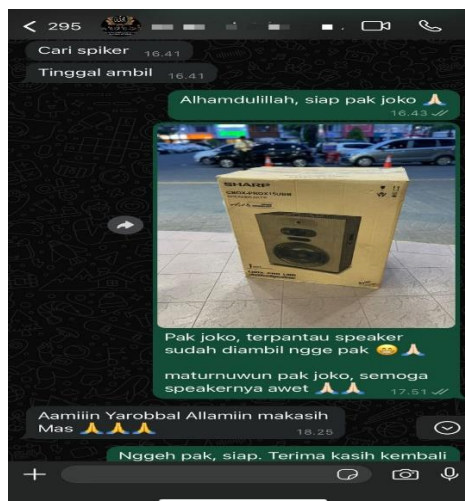 295
Cari spiker 16.41
Tinggal ambil 16.41
Alhamdulillah, siap pak joko 🙏
16.43
SHARP
Pak joko, terpantau speaker
sudah diambil ngge pak 😁🙏
maturnuwun pak joko, semoga
speakernya awet 🙏🙏 17.51
Aamiiin Yarobbal Allamiin makasih
Mas 🙏🙏🙏 18.25
Nggeh pak, siap. Terima kasih kembali